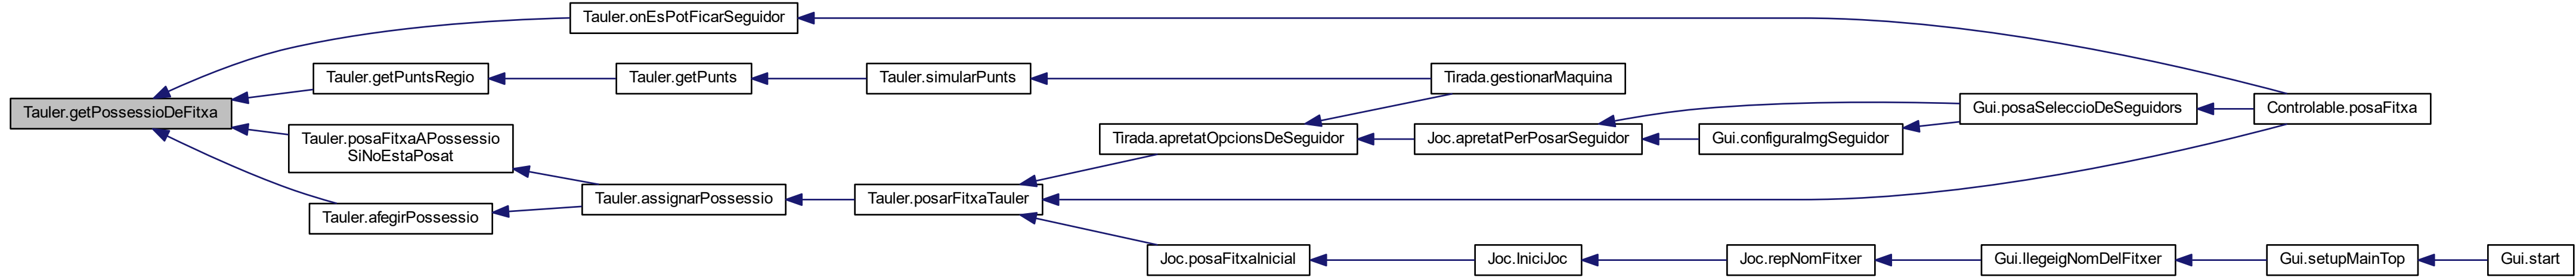 Tauler.onEsPotFicarSeguidor
Tauler.getPuntsRegio
Tauler.getPunts
Tauler.simularPunts
Tirada.gestionarMaquina
Tauler.getPossessioDeFitxa
Gui.posaSeleccioDeSeguidors
Controlable.posaFitxa
Tauler.posaFitxaAPossessio
SiNoEstaPosat
Tirada.apretatOpcionsDeSeguidor
Joc.apretatPerPosarSeguidor
Gui.configuraImgSeguidor
Tauler.assignarPossessio
Tauler.posarFitxaTauler
Tauler.afegirPossessio
Joc.posaFitxaInicial
Joc.IniciJoc
Joc.repNomFitxer
Gui.llegeigNomDelFitxer
Gui.setupMainTop
Gui.start